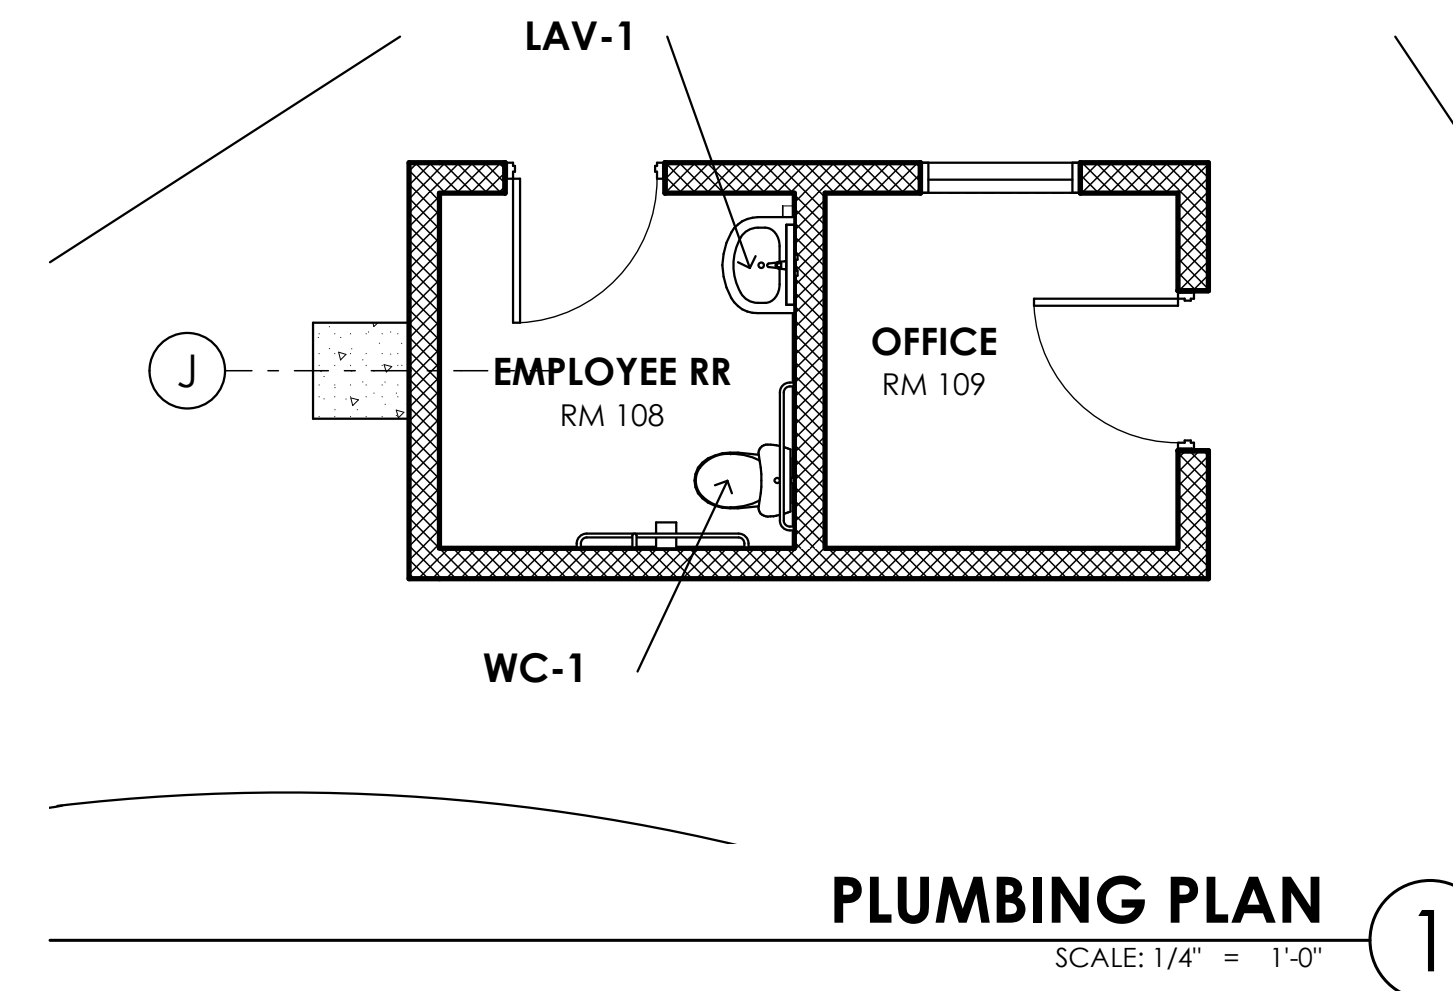 LAV-1
OFFICE
RM 109
J
EMPLOYEE RR
RM 108
WC-1
PLUMBING PLAN
1
SCALE: 1/4" = 1'-0"